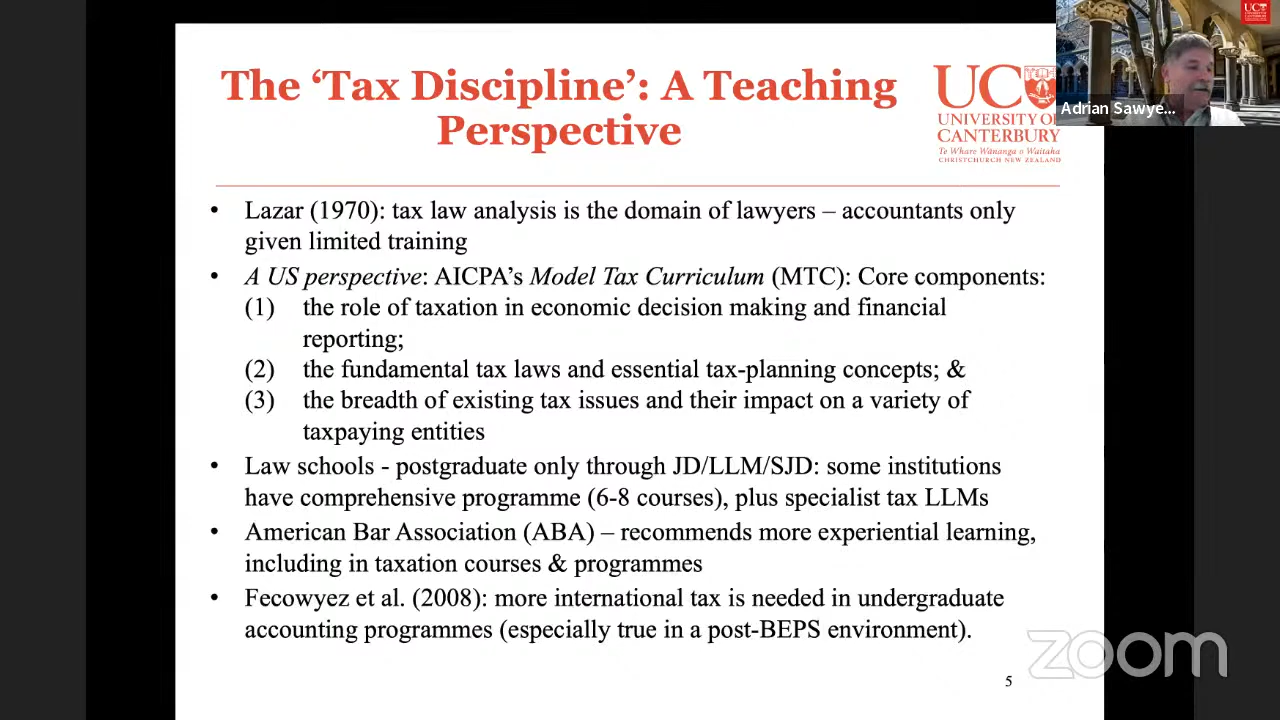 The ‘Tax Discipline’: A Teaching
Perspective
UC
UNIVERSITY OF
CANTERBURY
Te Whare Wānanga o Waitaha
CHRISTCHURCH NEW ZEALAND
UC
Adrian Sawye...
• Lazar (1970): tax law analysis is the domain of lawyers – accountants only
given limited training
• A US perspective: AICPA’s Model Tax Curriculum (MTC): Core components:
(1) the role of taxation in economic decision making and financial
reporting;
(2) the fundamental tax laws and essential tax-planning concepts; &
(3) the breadth of existing tax issues and their impact on a variety of
taxpaying entities
• Law schools - postgraduate only through JD/LLM/SJD: some institutions
have comprehensive programme (6-8 courses), plus specialist tax LLMs
• American Bar Association (ABA) – recommends more experiential learning,
including in taxation courses & programmes
• Fecowyez et al. (2008): more international tax is needed in undergraduate
accounting programmes (especially true in a post-BEPS environment).
zoom
5